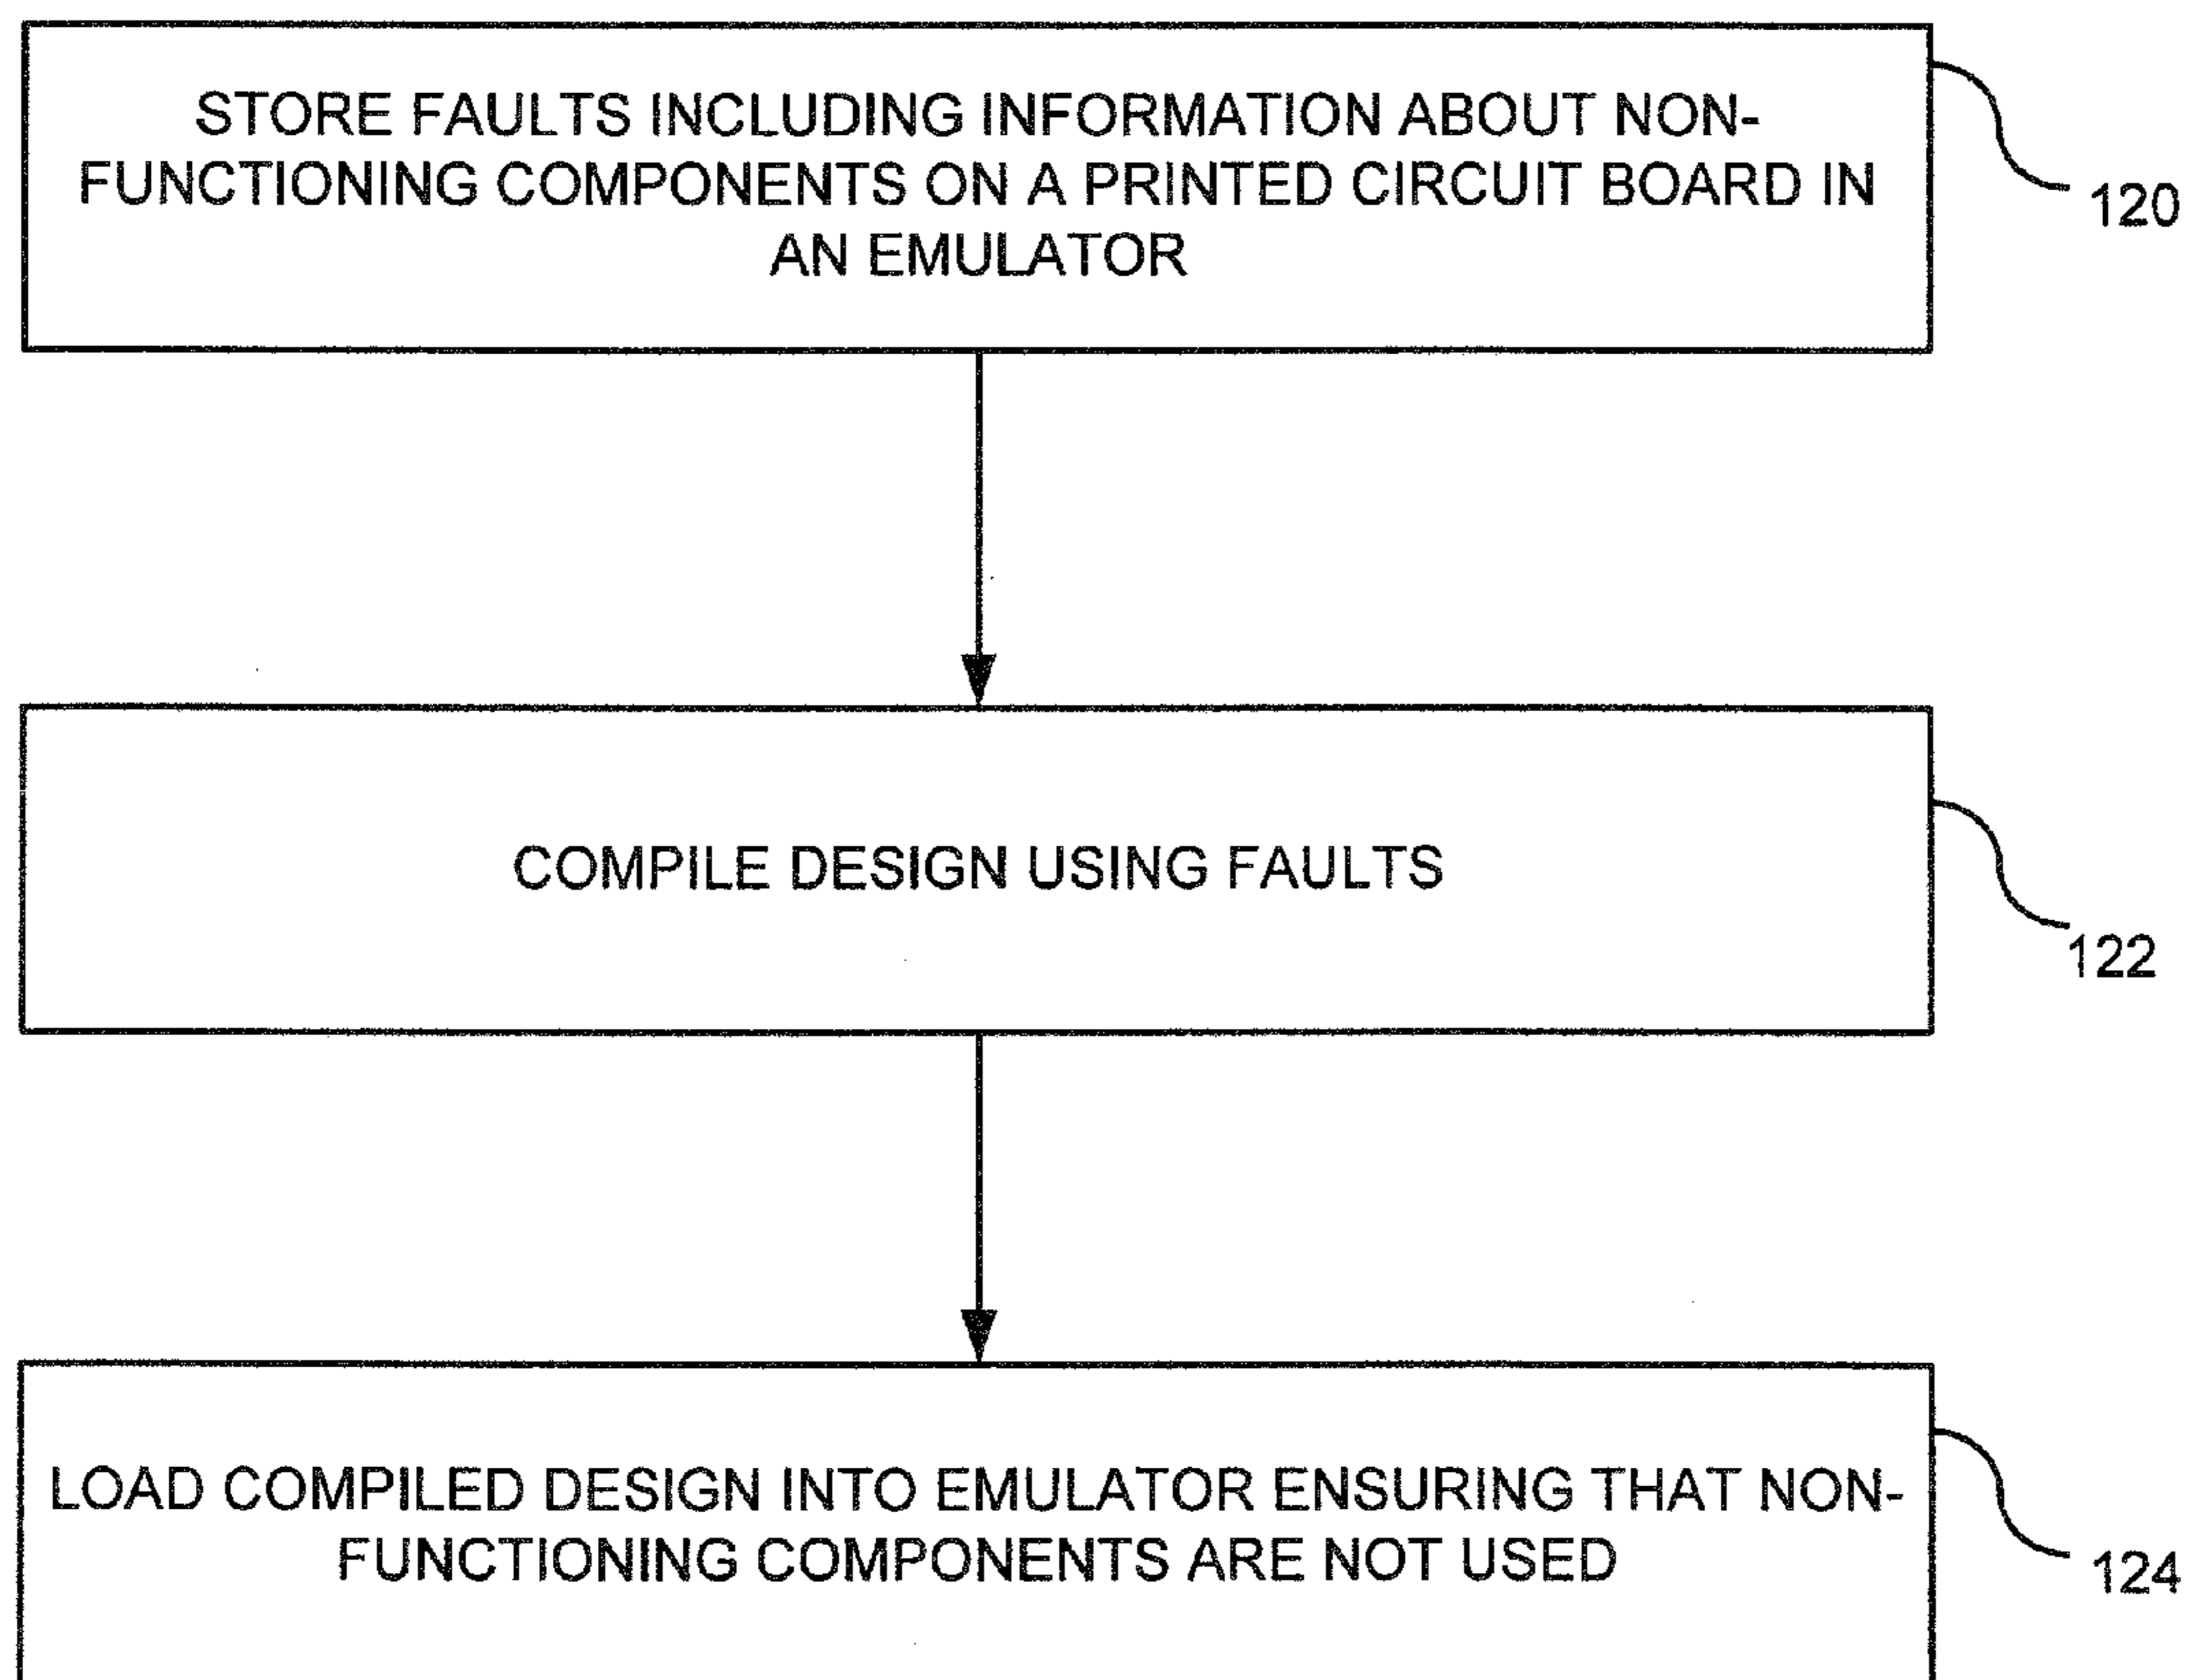 STORE FAULTS INCLUDING INFORMATION ABOUT NON-
FUNCTIONING COMPONENTS ON A PRINTED CIRCUIT BOARD IN
AN EMULATOR
120
COMPILE DESIGN USING FAULTS
122
LOAD COMPILED DESIGN INTO EMULATOR ENSURING THAT NON-
FUNCTIONING COMPONENTS ARE NOT USED
124